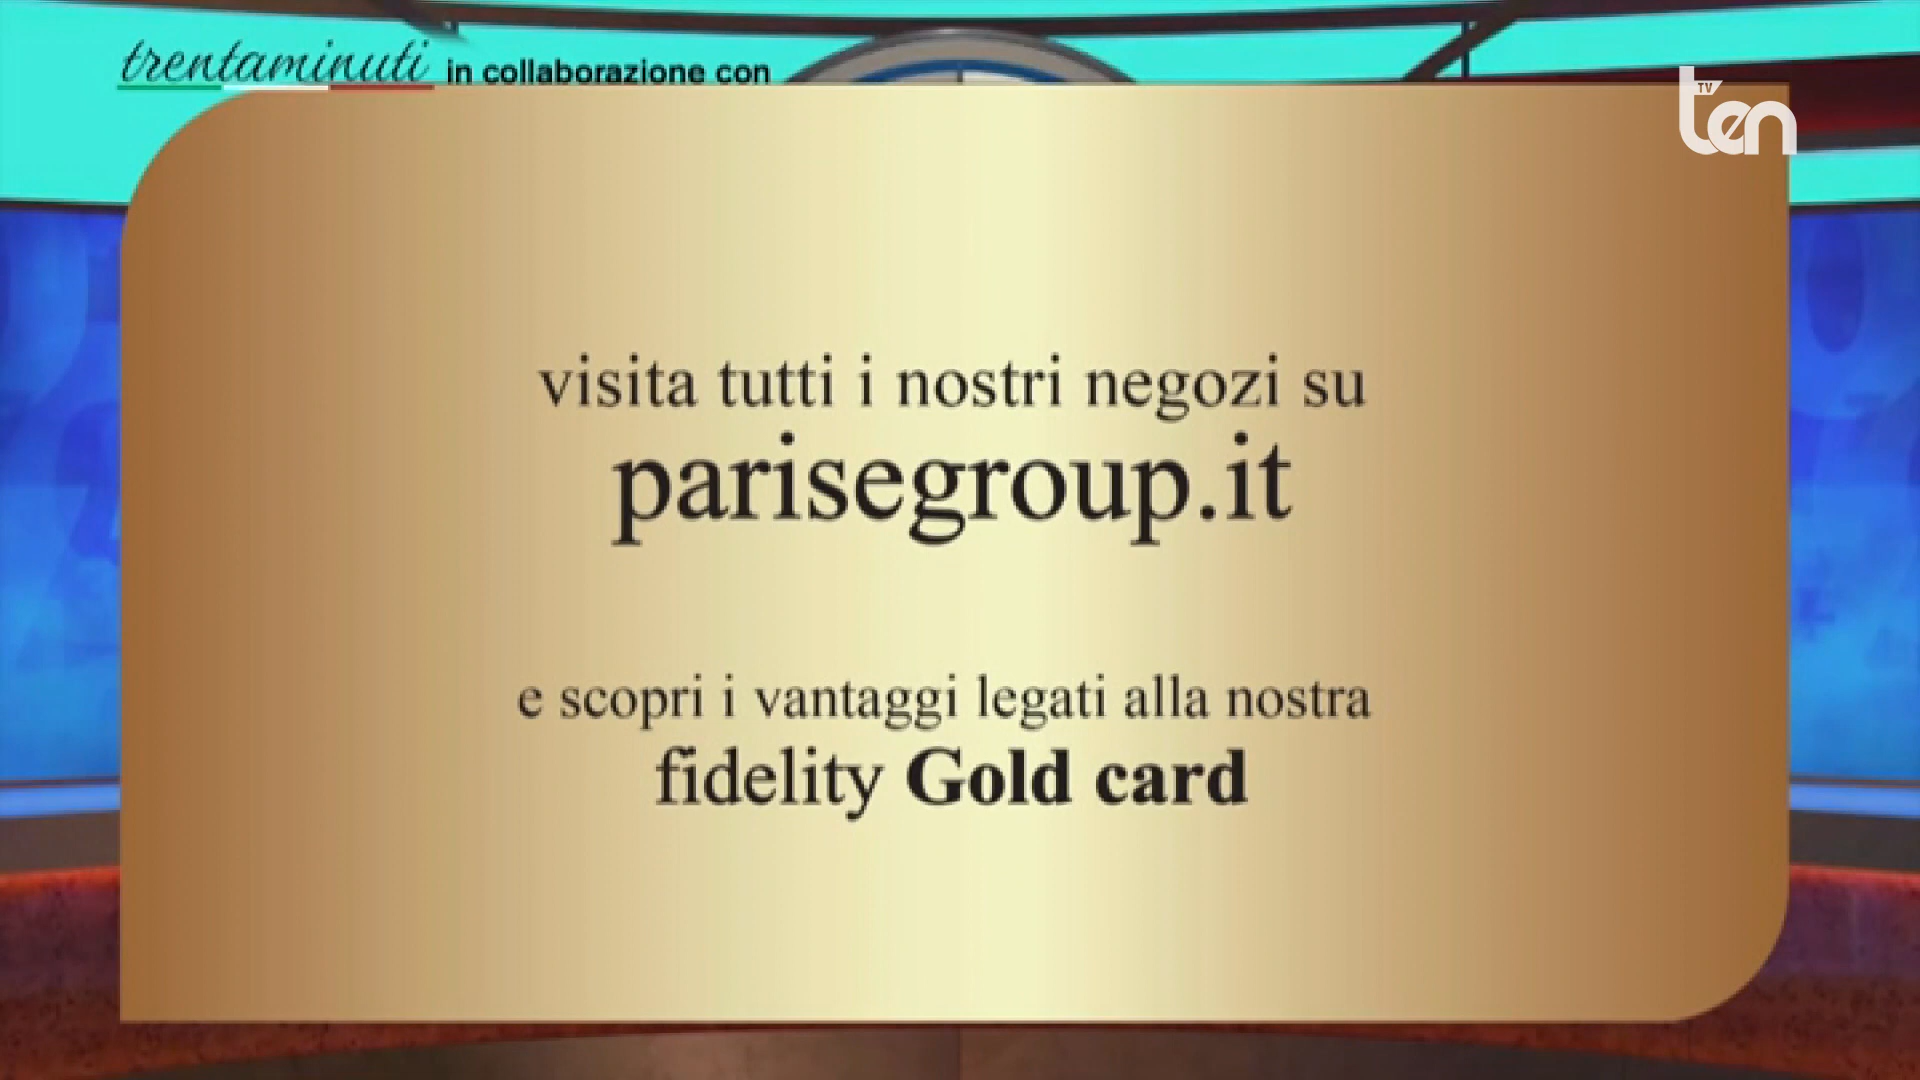 trentaminuti in collaborazione con
TV
ten
visita tutti i nostri negozi su
parisegroup.it
e scopri i vantaggi legati alla nostra
fidelity Gold card